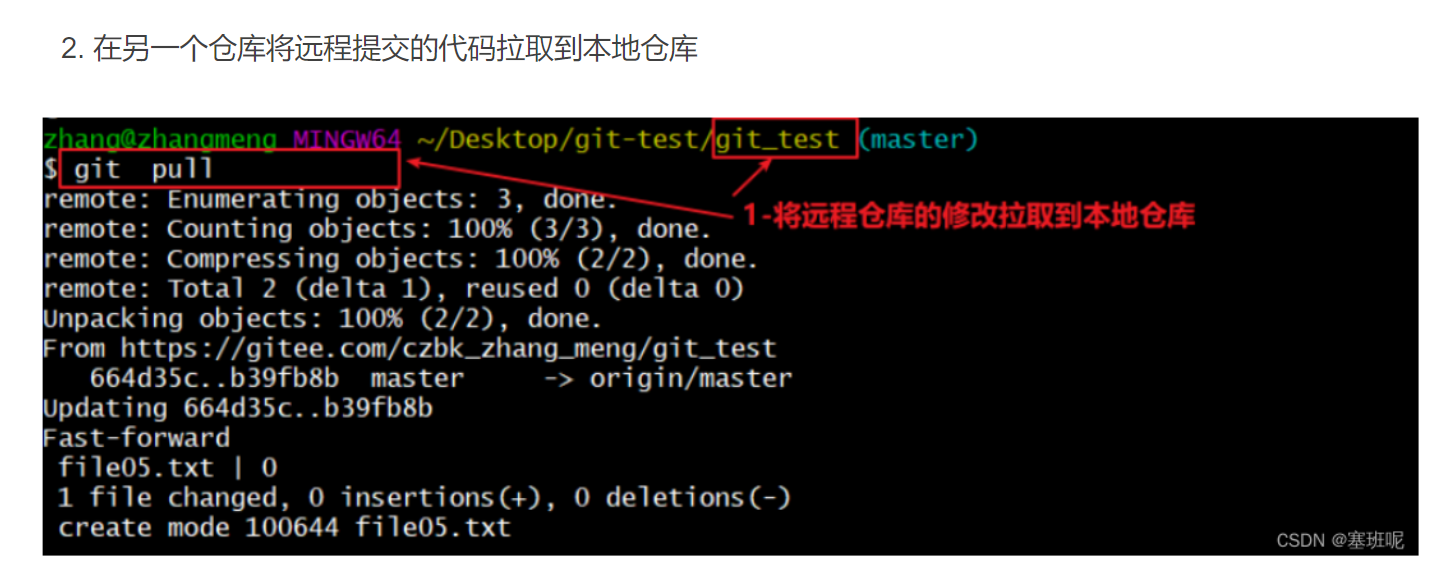 2. 在另一个仓库将远程提交的代码拉取到本地仓库
zhang@zhangmeng MINGW64 ~/Desktop/git-test/git_test (master)
$ git  pull
remote: Enumerating objects: 3, done.
1-将远程仓库的修改拉取到本地仓库
remote: Counting objects: 100% (3/3), done.
remote: Compressing objects: 100% (2/2), done.
remote: Total 2 (delta 1), reused 0 (delta 0)
Unpacking objects: 100% (2/2), done.
From https://gitee.com/czbk_zhang_meng/git_test
   664d35c..b39fb8b  master     -> origin/master
Updating 664d35c..b39fb8b
Fast-forward
 file05.txt | 0
 1 file changed, 0 insertions(+), 0 deletions(-)
 create mode 100644 file05.txt
CSDN @塞班呢